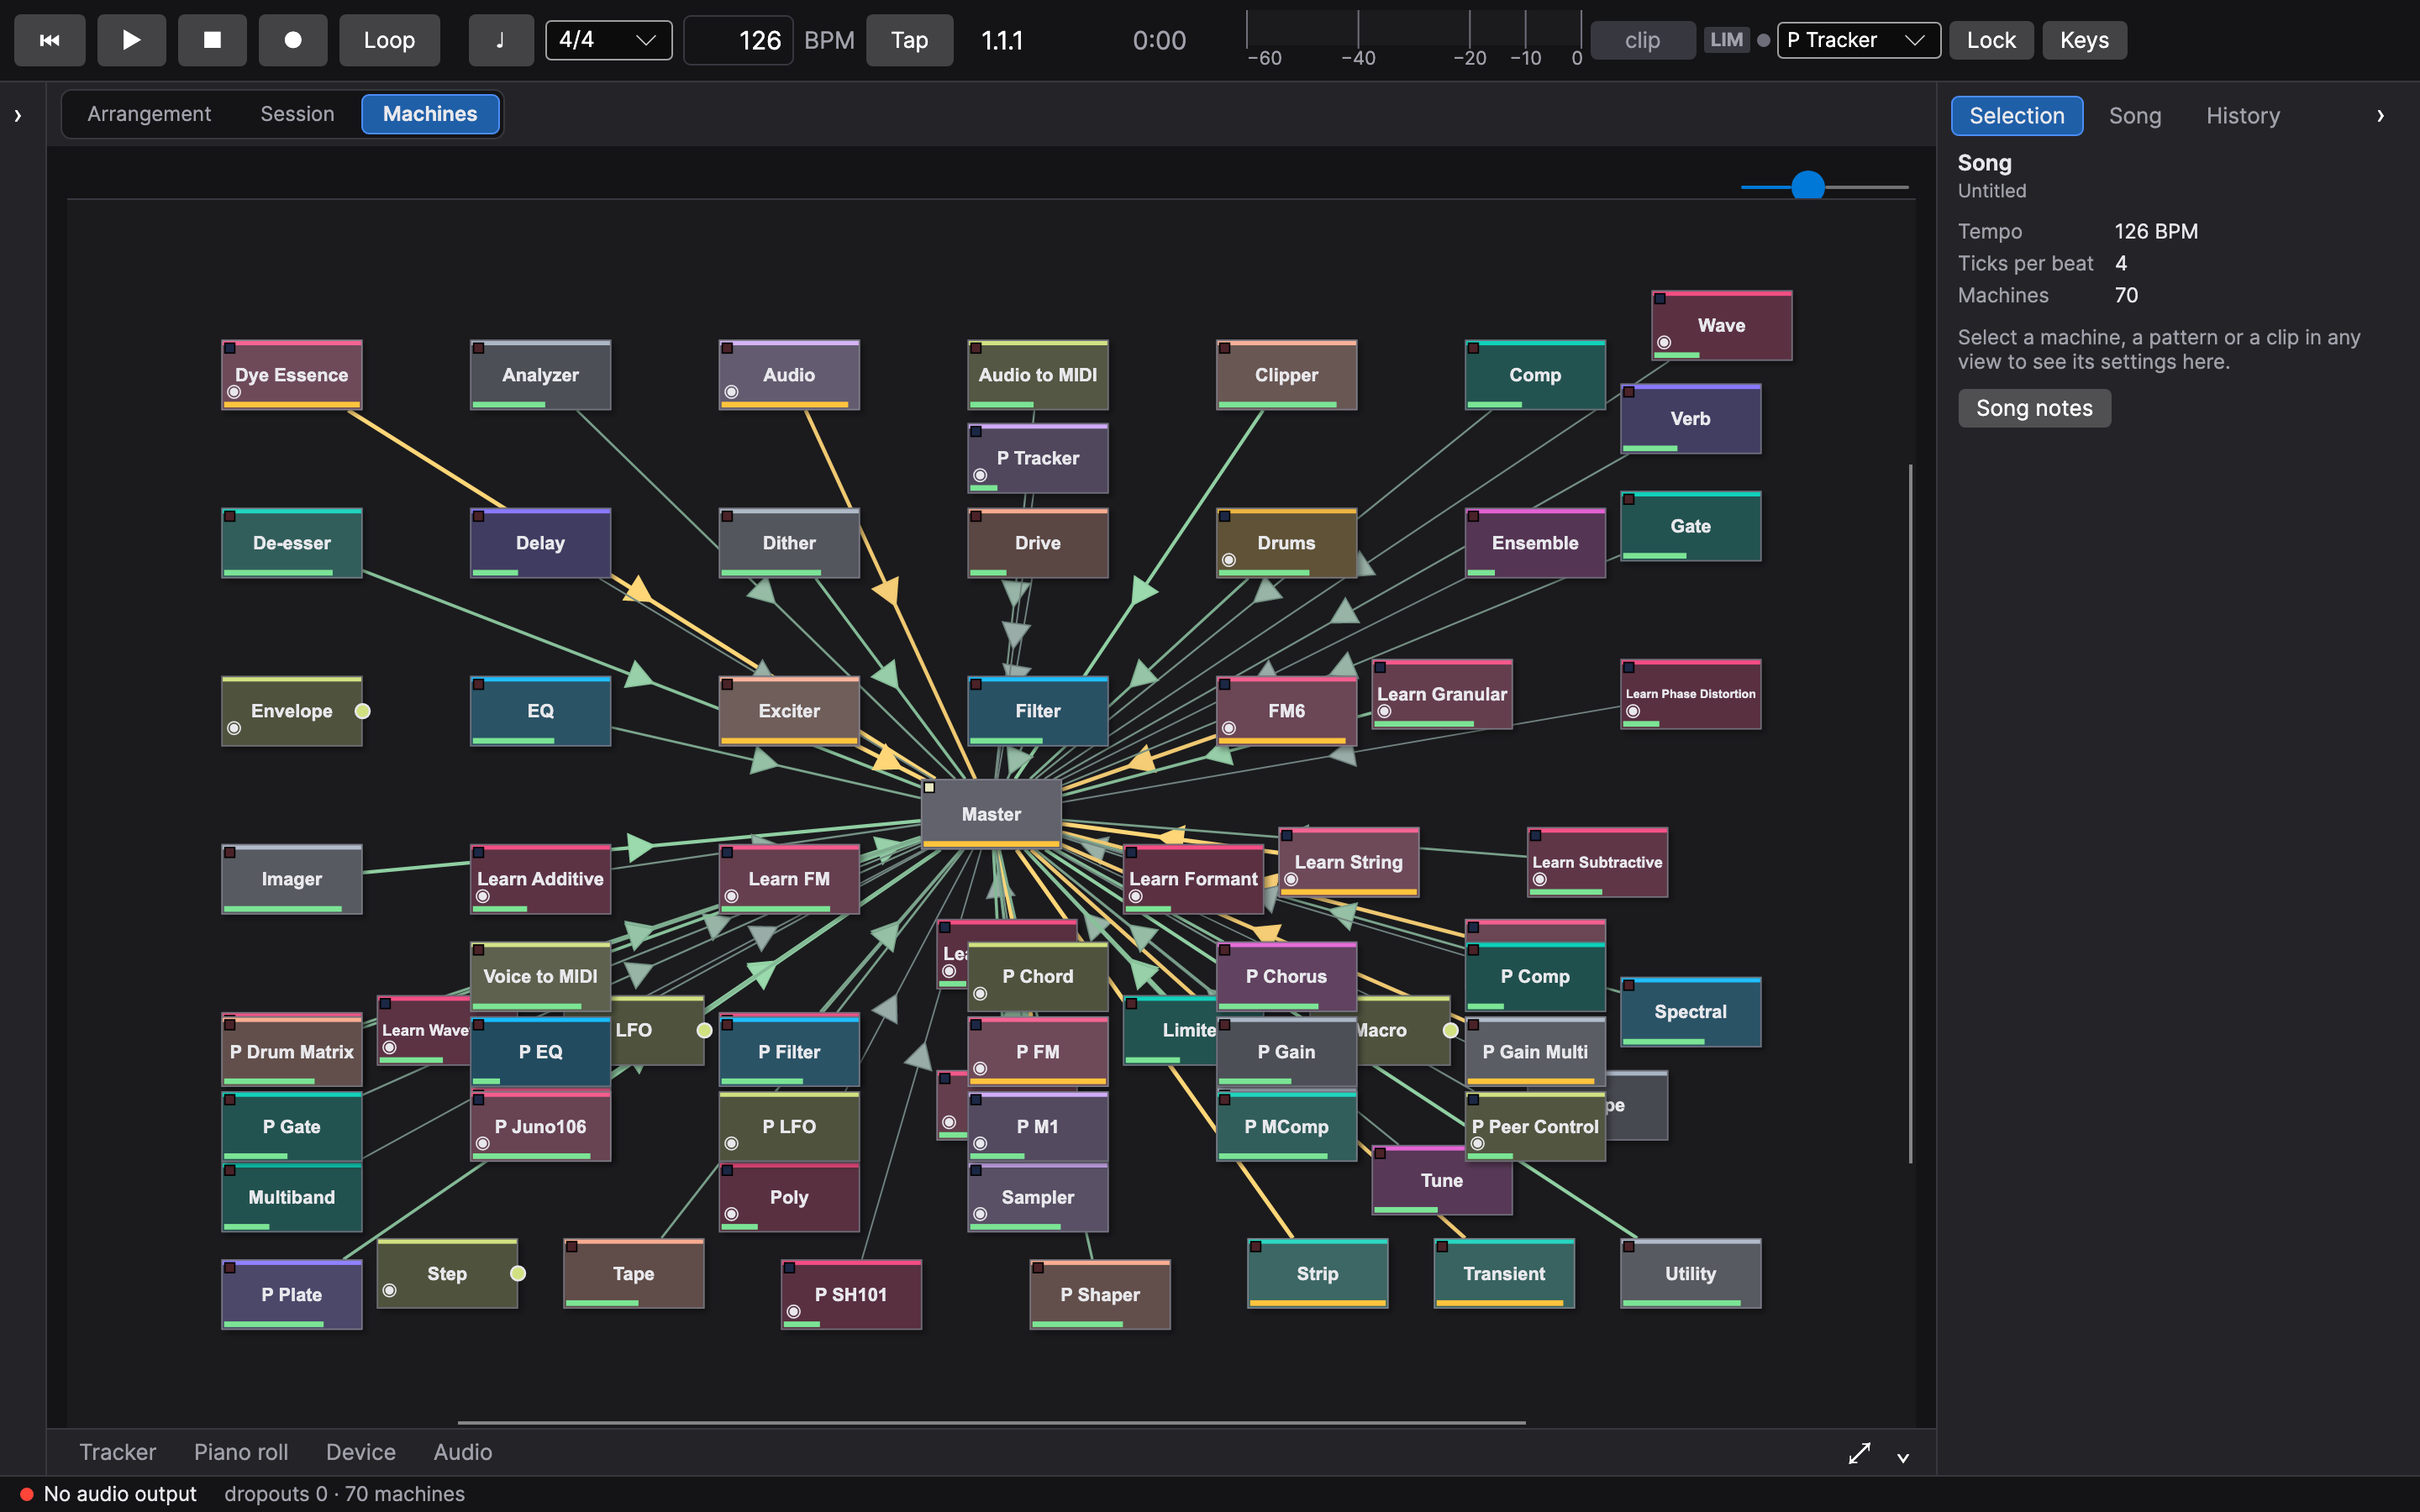 Loop
♩
4/4
126 BPM
Tap
1.1.1
0:00
−60 −40 −20 −10 0
clip
LIM
P Tracker
Lock
Keys
Arrangement Session Machines
Selection Song History
Song
Untitled
Tempo 126 BPM
Ticks per beat 4
Machines 70
Select a machine, a pattern or a clip in any
view to see its settings here.
Song notes
Wave
Dye Essence
Analyzer
Audio
Audio to MIDI
Clipper
Comp
Verb
P Tracker
De-esser
Delay
Dither
Drive
Drums
Ensemble
Gate
Envelope
EQ
Exciter
Filter
FM6
Learn Granular
Learn Phase Distortion
Master
Imager
Learn Additive
Learn FM
Learn Formant
Learn String
Learn Subtractive
Voice to MIDI
Lea
P Chord
P Chorus
P Comp
Spectral
P Drum Matrix
Learn Wave
P EQ
LFO
P Filter
P FM
Limite
P Gain
Macro
P Gain Multi
P Gate
P Juno106
P LFO
P M1
P MComp
P Peer Control
pe
Multiband
Poly
Sampler
Tune
P Plate
Step
Tape
P SH101
P Shaper
Strip
Transient
Utility
Tracker Piano roll Device Audio
No audio output dropouts 0 · 70 machines